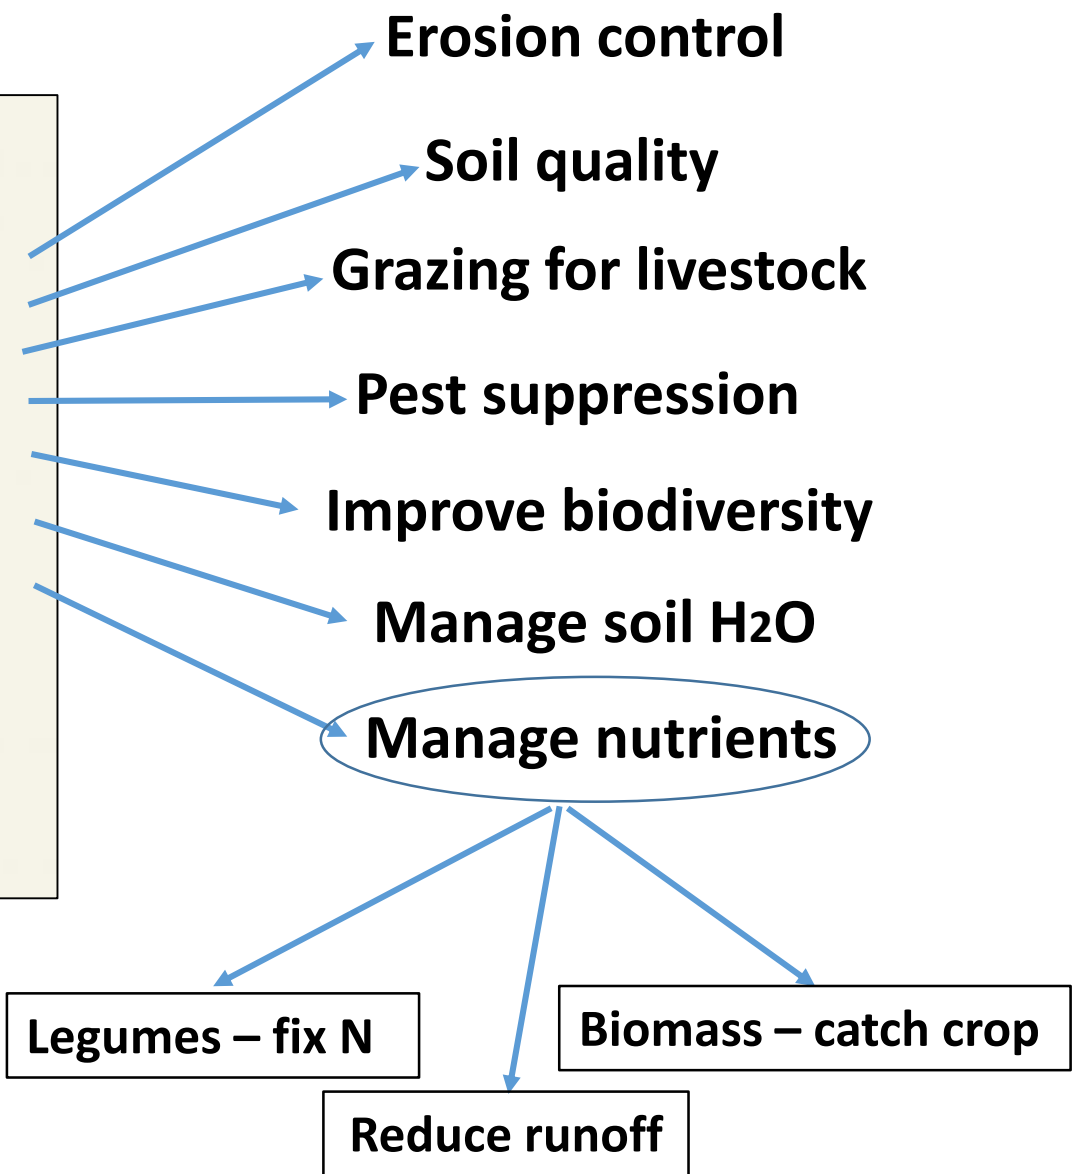 Erosion control
Soil quality
Grazing for livestock
Pest suppression
Improve biodiversity
Manage soil H2O
Manage nutrients
Legumes – fix N
Biomass – catch crop
Reduce runoff